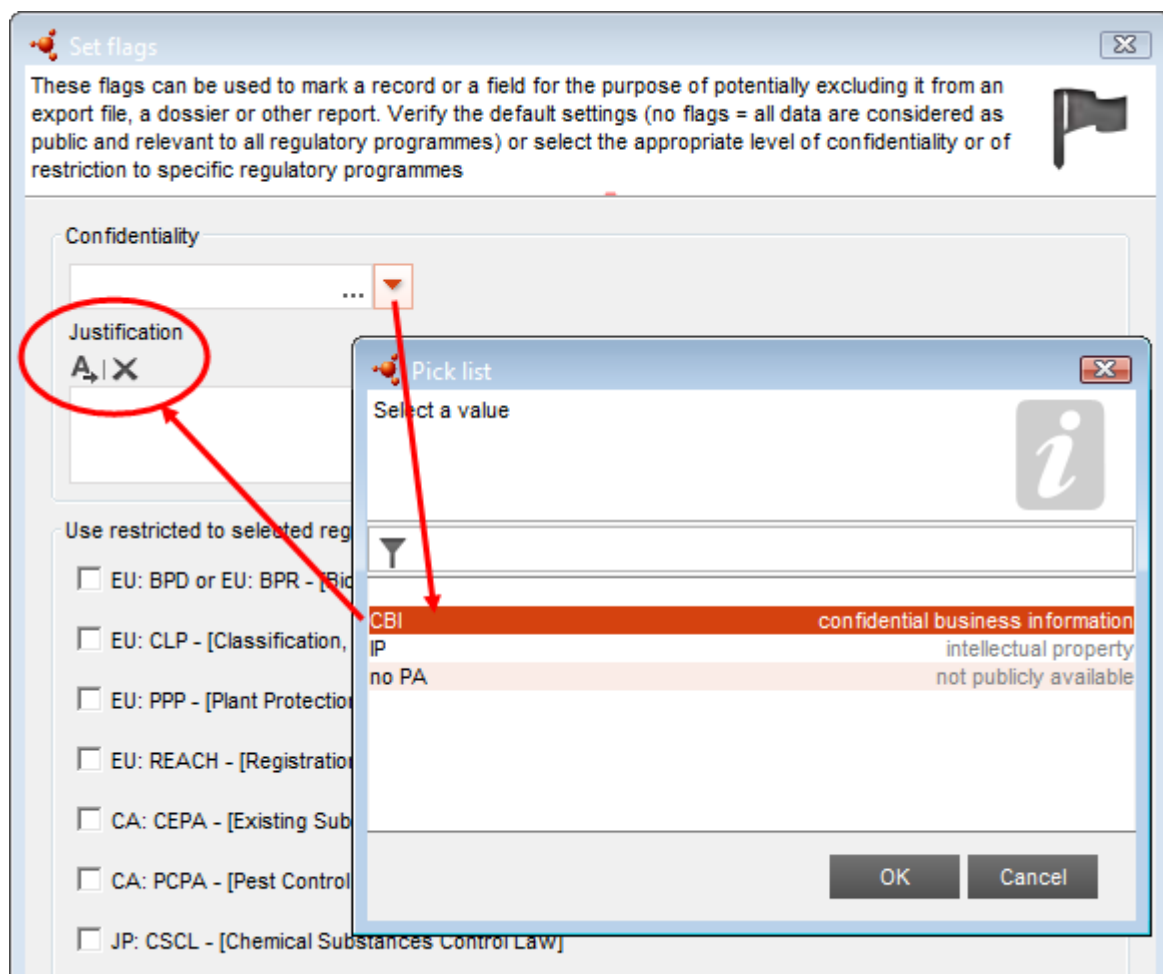 Set flags
These flags can be used to mark a record or a field for the purpose of potentially excluding it from an
export file, a dossier or other report. Verify the default settings (no flags = all data are considered as
public and relevant to all regulatory programmes) or select the appropriate level of confidentiality or of
restriction to specific regulatory programmes
Confidentiality
...
Justification
A
Pick list
Select a value
CBI confidential business information
IP intellectual property
no PA not publicly available
OK Cancel
Use restricted to selected reg
EU: BPD or EU: BPR - [Bio
EU: CLP - [Classification,
EU: PPP - [Plant Protection
EU: REACH - [Registration
CA: CEPA - [Existing Sub
CA: PCPA - [Pest Control
JP: CSCL - [Chemical Substances Control Law]